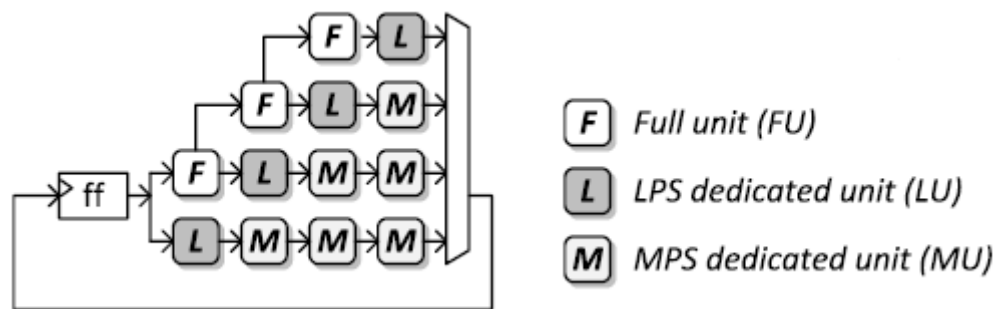 F L
F L M
F L M M
ff
L M M M
F Full unit (FU)
L LPS dedicated unit (LU)
M MPS dedicated unit (MU)